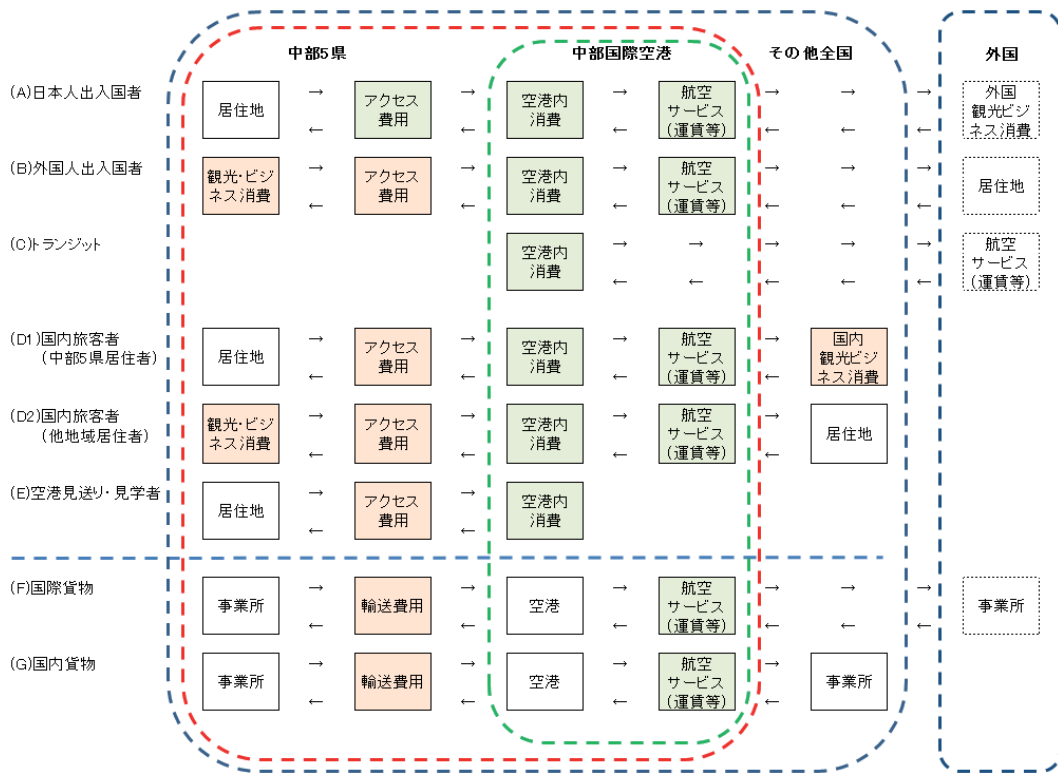 中部5県
中部国際空港
その他全国
外国
(A)日本人出入国者
居住地
→
アクセス
費用
→
空港内
消費
→
航空
サービス
(運賃等)
→
→
→
外国
観光ビジ
ネス消費
←
←
←
←
←
←
(B)外国人出入国者
観光・ビジ
ネス消費
→
アクセス
費用
→
空港内
消費
→
航空
サービス
(運賃等)
→
→
→
居住地
←
←
←
←
←
←
(C)トランジット
空港内
消費
→
→
→
→
→
航空
サービス
(運賃等)
←
←
←
←
←
(D1)国内旅客者
(中部5県居住者)
居住地
→
アクセス
費用
→
空港内
消費
→
航空
サービス
(運賃等)
→
国内
観光ビジ
ネス消費
←
←
←
←
(D2)国内旅客者
(他地域居住者)
観光・ビジ
ネス消費
→
アクセス
費用
→
空港内
消費
→
航空
サービス
(運賃等)
→
居住地
←
←
←
←
(E)空港見送り・見学者
居住地
→
アクセス
費用
→
空港内
消費
←
←
(F)国際貨物
事業所
→
輸送費用
→
空港
→
航空
サービス
(運賃等)
→
→
→
事業所
←
←
←
←
←
←
(G)国内貨物
事業所
→
輸送費用
→
空港
→
航空
サービス
(運賃等)
→
事業所
←
←
←
←